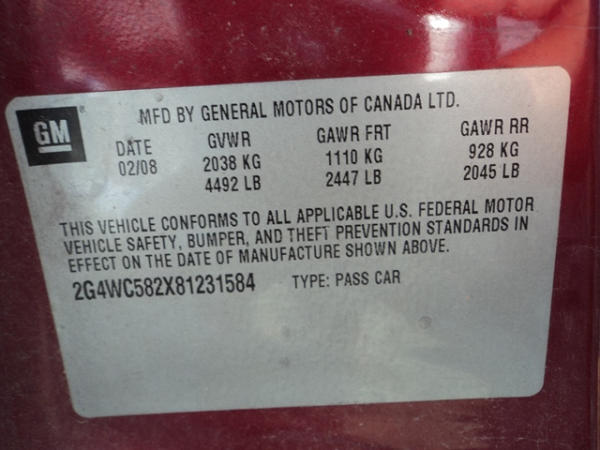 GM
MFD BY GENERAL MOTORS OF CANADA LTD.
DATE GVWR GAWR FRT GAWR RR
02/08 2038 KG 1110 KG 928 KG
4492 LB 2447 LB 2045 LB
THIS VEHICLE CONFORMS TO ALL APPLICABLE U.S. FEDERAL MOTOR
VEHICLE SAFETY, BUMPER, AND THEFT PREVENTION STANDARDS IN
EFFECT ON THE DATE OF MANUFACTURE SHOWN ABOVE.
2G4WC582X81231584 TYPE: PASS CAR